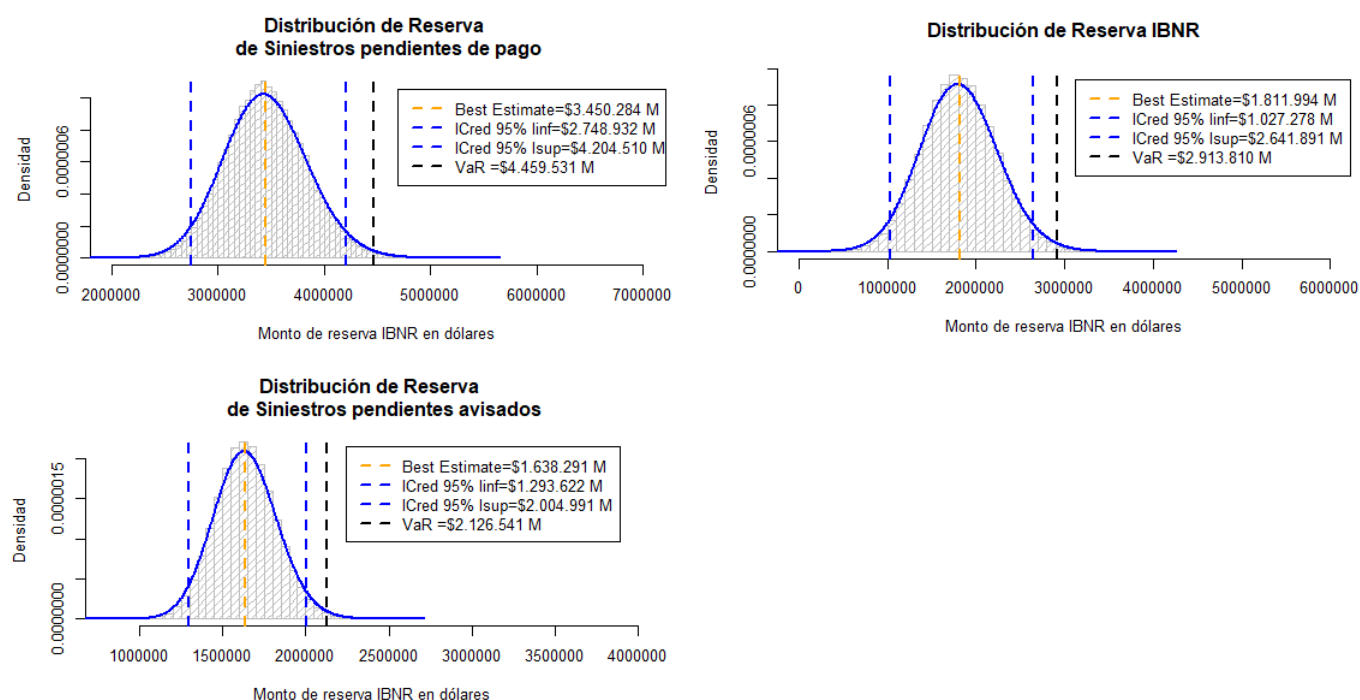 Distribución de Reserva
de Siniestros pendientes de pago
Densidad
0.0000000
0.0000006
2000000 3000000 4000000 5000000 6000000 7000000
Monto de reserva IBNR en dólares
Best Estimate=$3.450.284 M
ICred 95% linf=$2.748.932 M
ICred 95% lsup=$4.204.510 M
VaR =$4.459.531 M
Distribución de Reserva IBNR
Densidad
0.0000000
0.0000006
0 1000000 2000000 3000000 4000000 5000000 6000000
Monto de reserva IBNR en dólares
Best Estimate=$1.811.994 M
ICred 95% linf=$1.027.278 M
ICred 95% lsup=$2.641.891 M
VaR =$2.913.810 M
Distribución de Reserva
de Siniestros pendientes avisados
Densidad
0.0000000
0.0000015
1000000 1500000 2000000 2500000 3000000 3500000 4000000
Monto de reserva IBNR en dólares
Best Estimate=$1.638.291 M
ICred 95% linf=$1.293.622 M
ICred 95% lsup=$2.004.991 M
VaR =$2.126.541 M